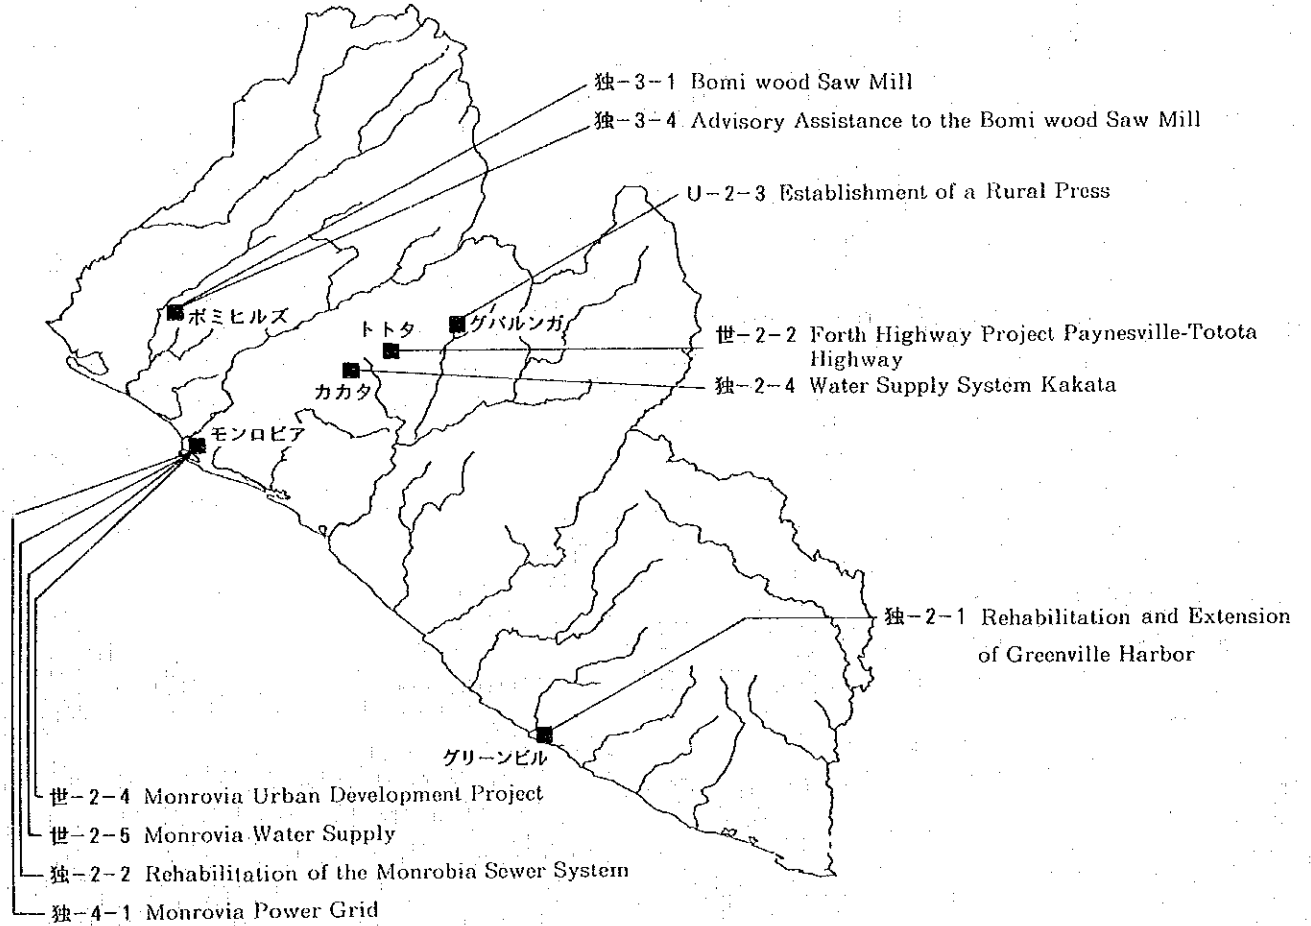 独-3-1 Bomi wood Saw Mill
独-3-4 Advisory Assistance to the Bomi wood Saw Mill
U-2-3 Establishment of a Rural Press
ボミヒルズ
トトタ
グバルンガ
世-2-2 Forth Highway Project Paynesville-Totota
Highway
カカタ
独-2-4 Water Supply System Kakata
モンロビア
独-2-1 Rehabilitation and Extension
of Greenville Harbor
グリーンビル
世-2-4 Monrovia Urban Development Project
世-2-5 Monrovia Water Supply
独-2-2 Rehabilitation of the Monrobia Sewer System
独-4-1 Monrovia Power Grid